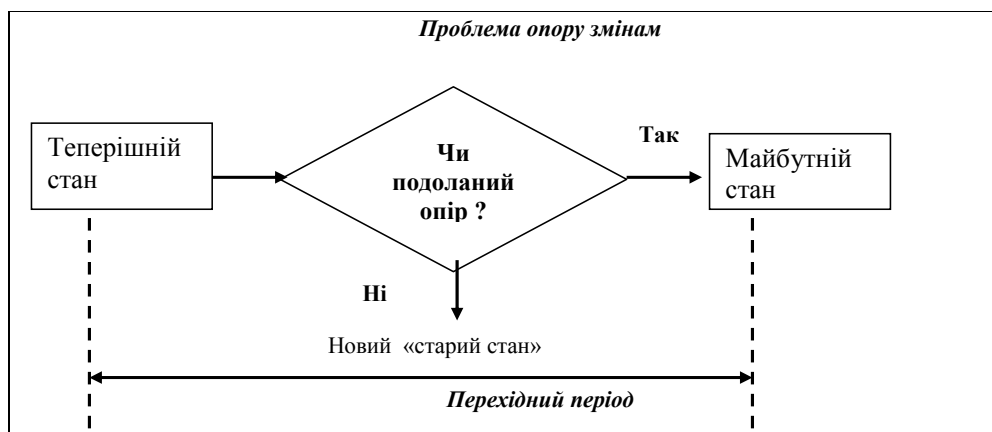 Проблема опору змінам
Теперішній
стан
Чи
подоланий
опір ?
Так
Майбутній
стан
Ні
Новий «старий стан»
Перехідний період